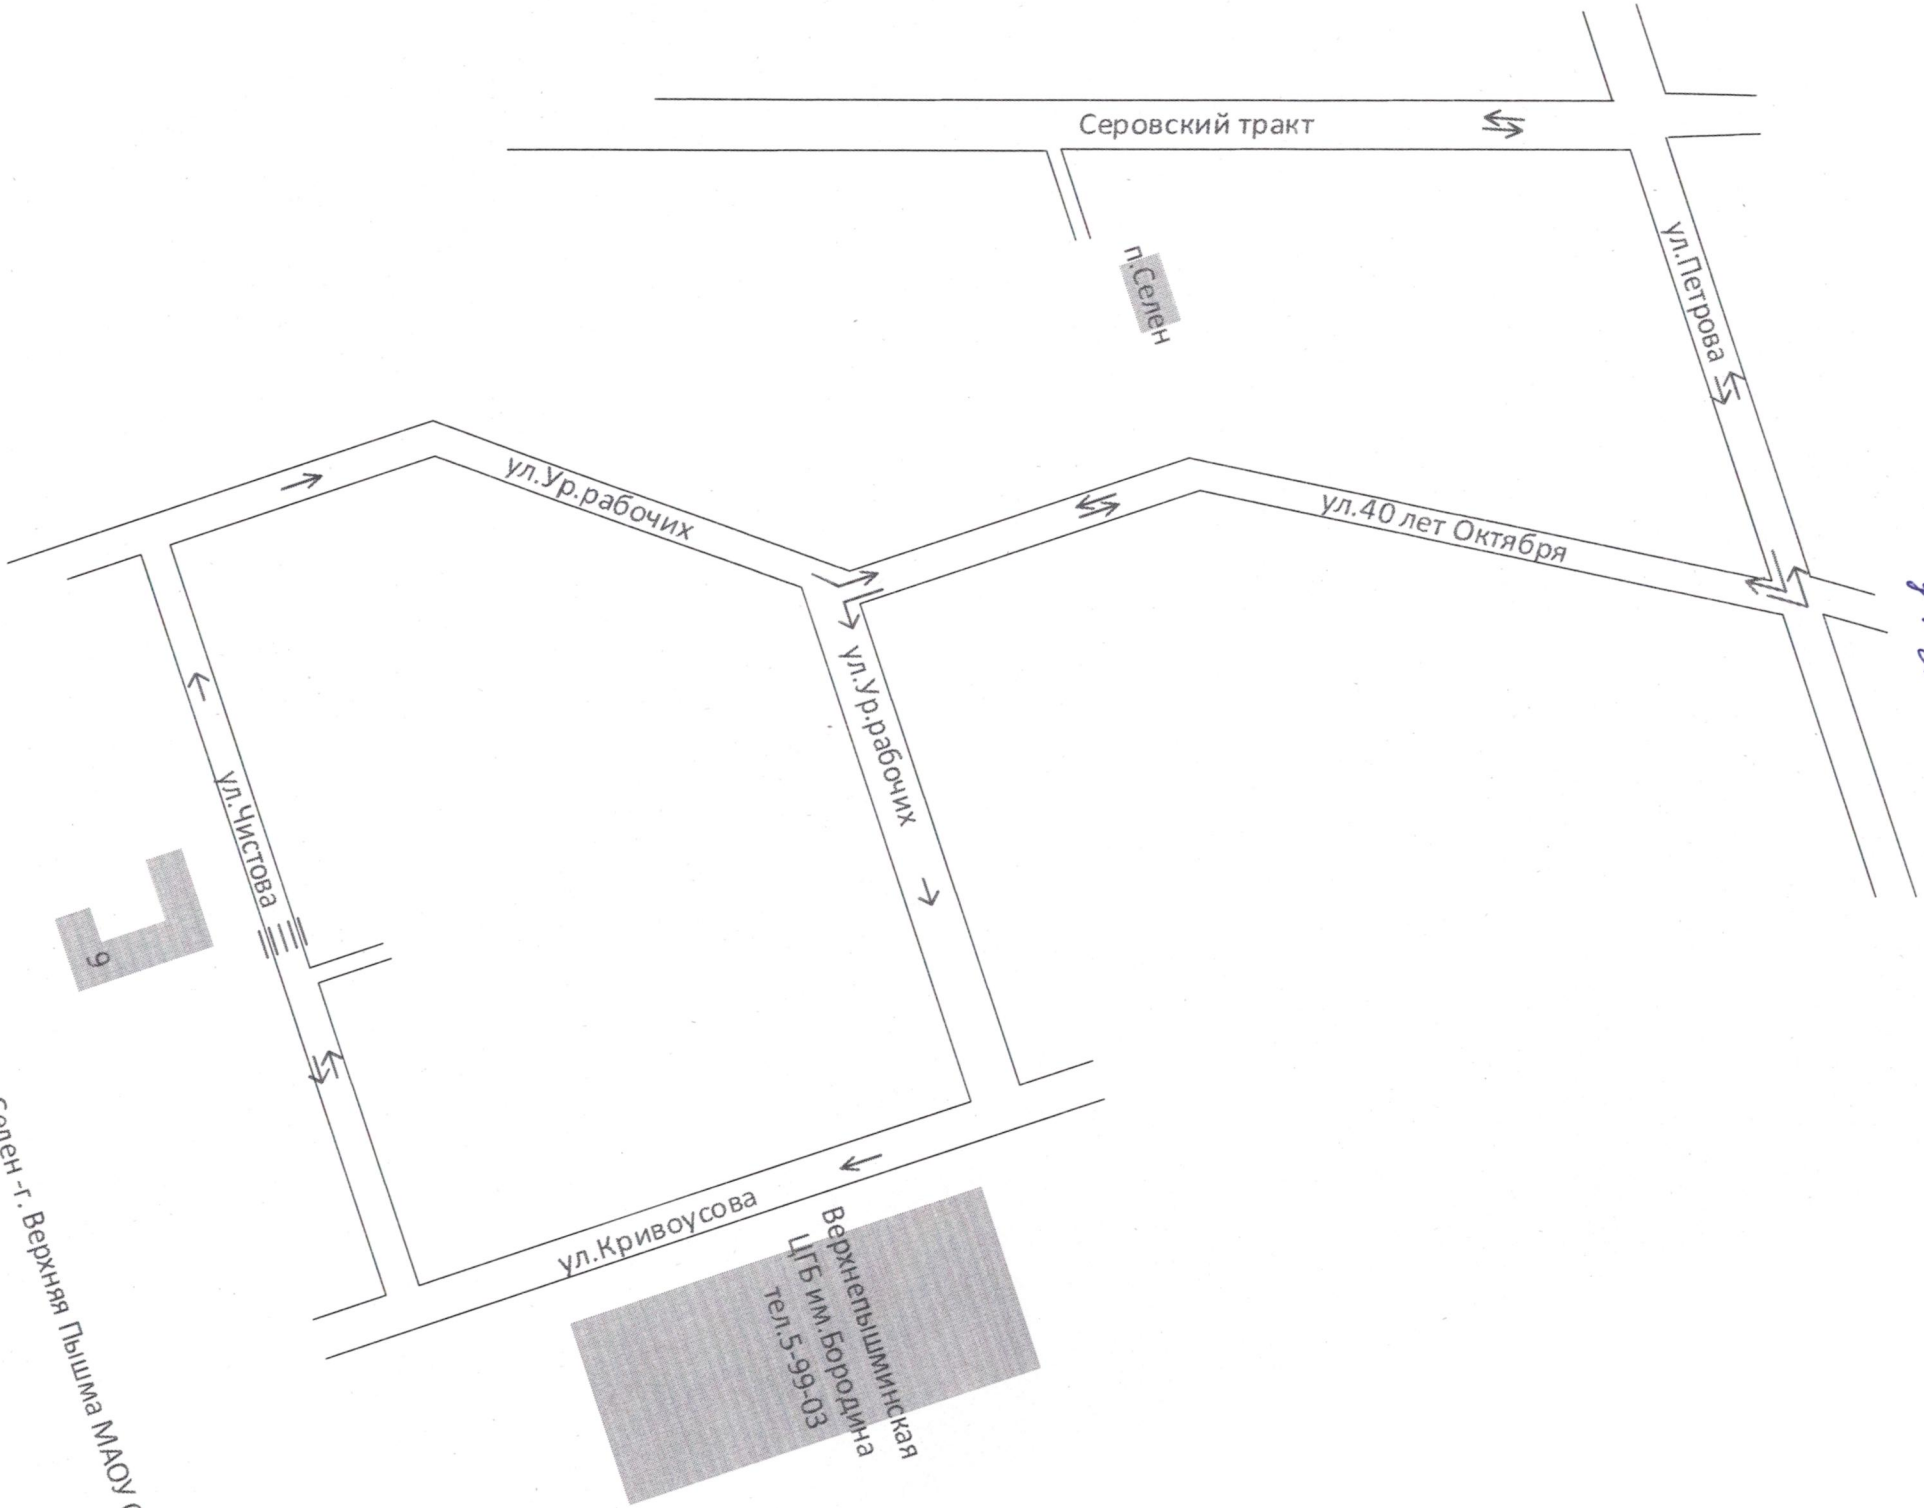 Серовский тракт
ул.Петрова
п.Селен
ул.Ур.рабочих
ул.40 лет Октября
ул.Ур.рабочих
ул.Чистова
9
ул.Кривоусова
Верхнепышминская
ЦГБ им.Бородина
тел.5-99-03
Селен -г. Верхняя Пышма МАОУ